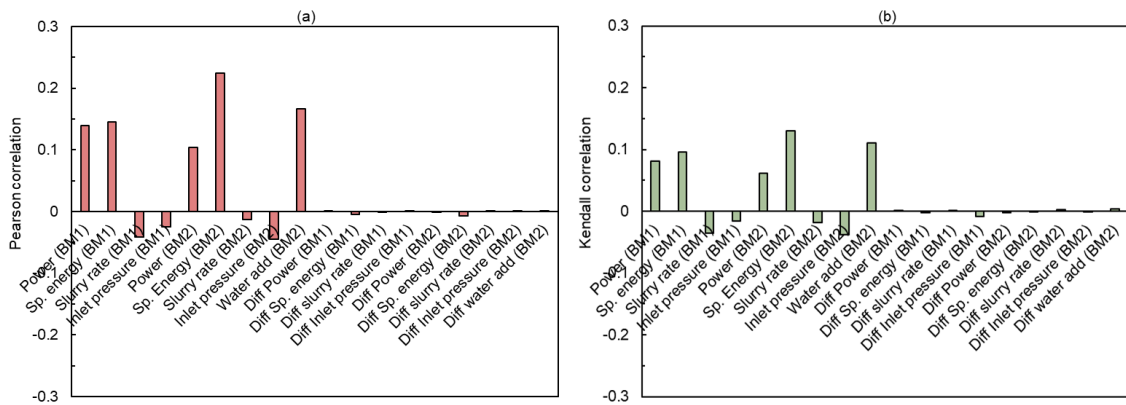 (a)
Pearson correlation
0.3
0.2
0.1
0
-0.2
-0.3
Power (BM1)
Sp. energy (BM1)
Slurry rate (BM1)
Inlet pressure (BM1)
Power (BM2)
Sp. Energy (BM2)
Slurry rate (BM2)
Inlet pressure (BM2)
Water add (BM2)
Diff Power (BM1)
Diff Sp. energy (BM1)
Diff slurry rate (BM1)
Diff Inlet pressure (BM1)
Diff Power (BM2)
Diff Sp. energy (BM2)
Diff slurry rate (BM2)
Diff Inlet pressure (BM2)
Diff water add (BM2)
(b)
Kendall correlation
0.3
0.2
0.1
0
-0.2
-0.3
Power (BM1)
Sp. energy (BM1)
Slurry rate (BM1)
Inlet pressure (BM1)
Power (BM2)
Sp. Energy (BM2)
Slurry rate (BM2)
Inlet pressure (BM2)
Water add (BM2)
Diff Power (BM1)
Diff Sp. energy (BM1)
Diff slurry rate (BM1)
Diff Inlet pressure (BM1)
Diff Power (BM2)
Diff Sp. energy (BM2)
Diff slurry rate (BM2)
Diff Inlet pressure (BM2)
Diff water add (BM2)